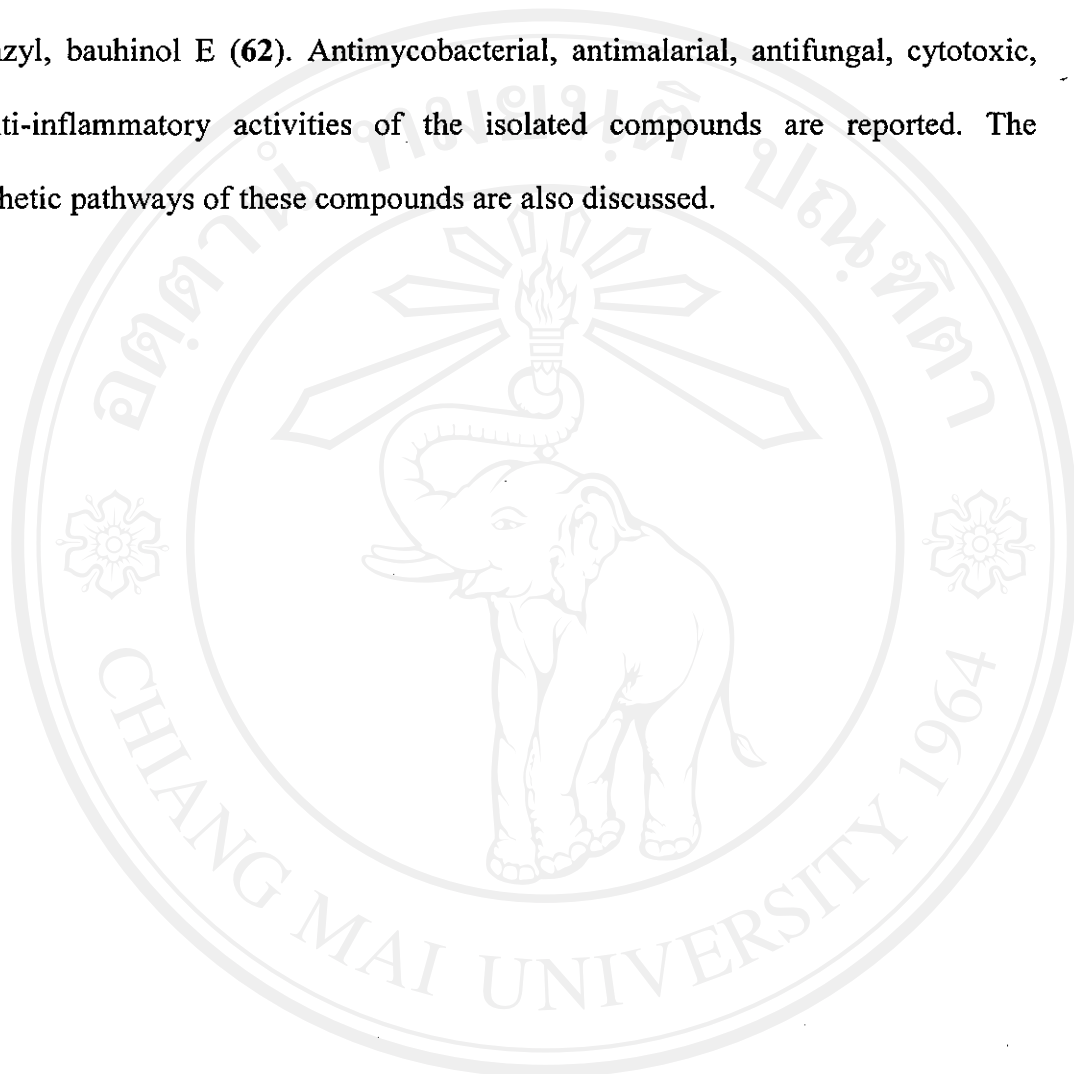 zyl, bauhinol E (62). Antimycobacterial, antimalarial, antifungal, cytotoxic,
ti-inflammatory activities of the isolated compounds are reported. The
hetic pathways of these compounds are also discussed.
CHIANG MAI UNIVERSITY 1964